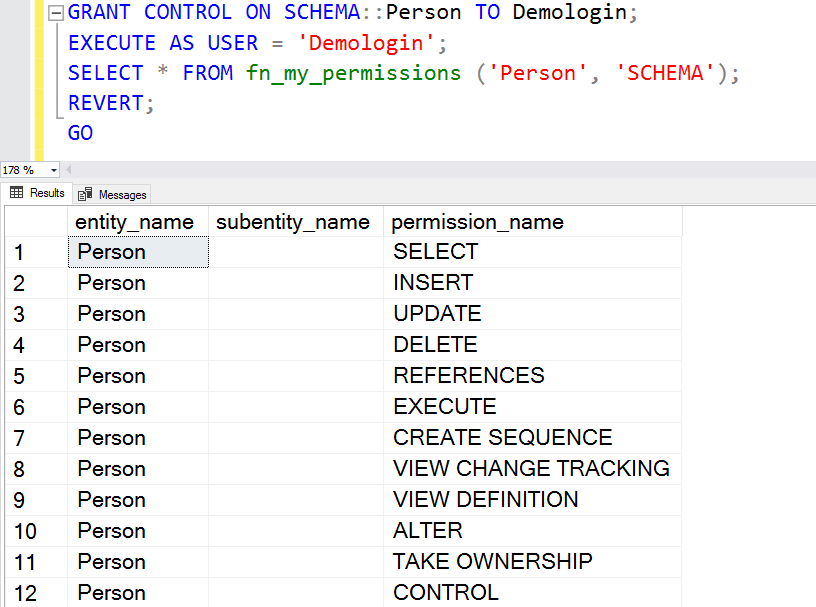 GRANT CONTROL ON SCHEMA::Person TO Demologin;
EXECUTE AS USER = 'Demologin';
SELECT * FROM fn_my_permissions ('Person', 'SCHEMA');
REVERT;
GO
178 %
Results Messages
entity_name subentity_name permission_name
1 Person SELECT
2 Person INSERT
3 Person UPDATE
4 Person DELETE
5 Person REFERENCES
6 Person EXECUTE
7 Person CREATE SEQUENCE
8 Person VIEW CHANGE TRACKING
9 Person VIEW DEFINITION
10 Person ALTER
11 Person TAKE OWNERSHIP
12 Person CONTROL